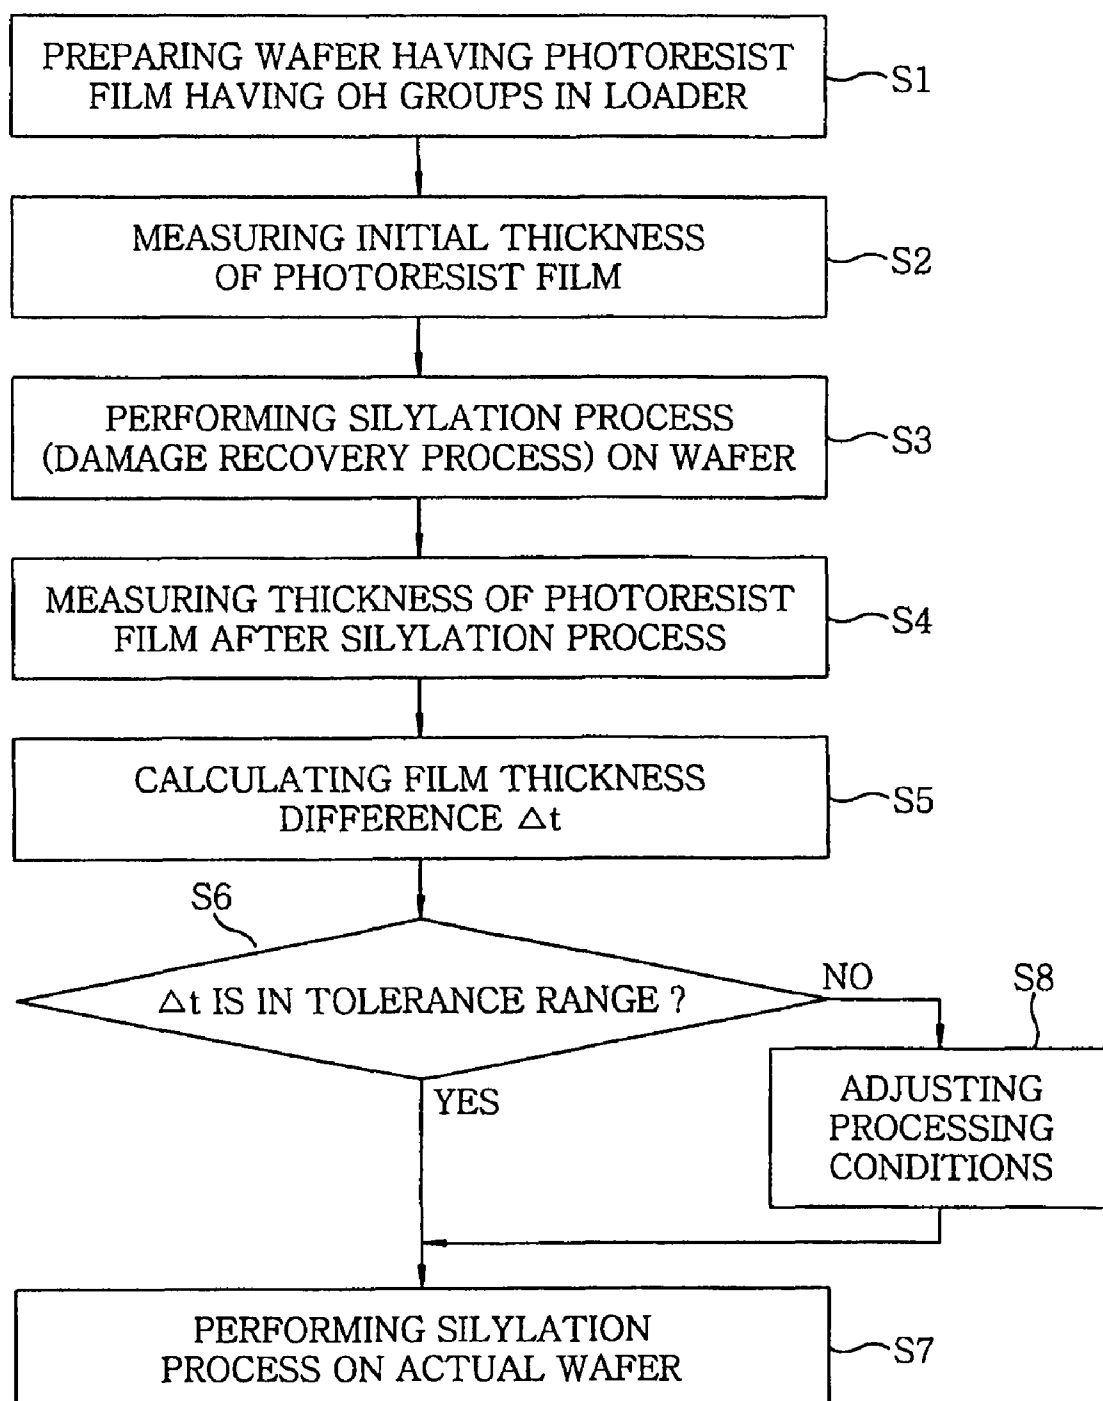 PREPARING WAFER HAVING PHOTORESIST
FILM HAVING OH GROUPS IN LOADER
S1
MEASURING INITIAL THICKNESS
OF PHOTORESIST FILM
S2
PERFORMING SILYLATION PROCESS
(DAMAGE RECOVERY PROCESS) ON WAFER
S3
MEASURING THICKNESS OF PHOTORESIST
FILM AFTER SILYLATION PROCESS
S4
CALCULATING FILM THICKNESS
DIFFERENCE △t
S5
S6
△t IS IN TOLERANCE RANGE ?
NO
YES
S8
ADJUSTING
PROCESSING
CONDITIONS
PERFORMING SILYLATION
PROCESS ON ACTUAL WAFER
S7